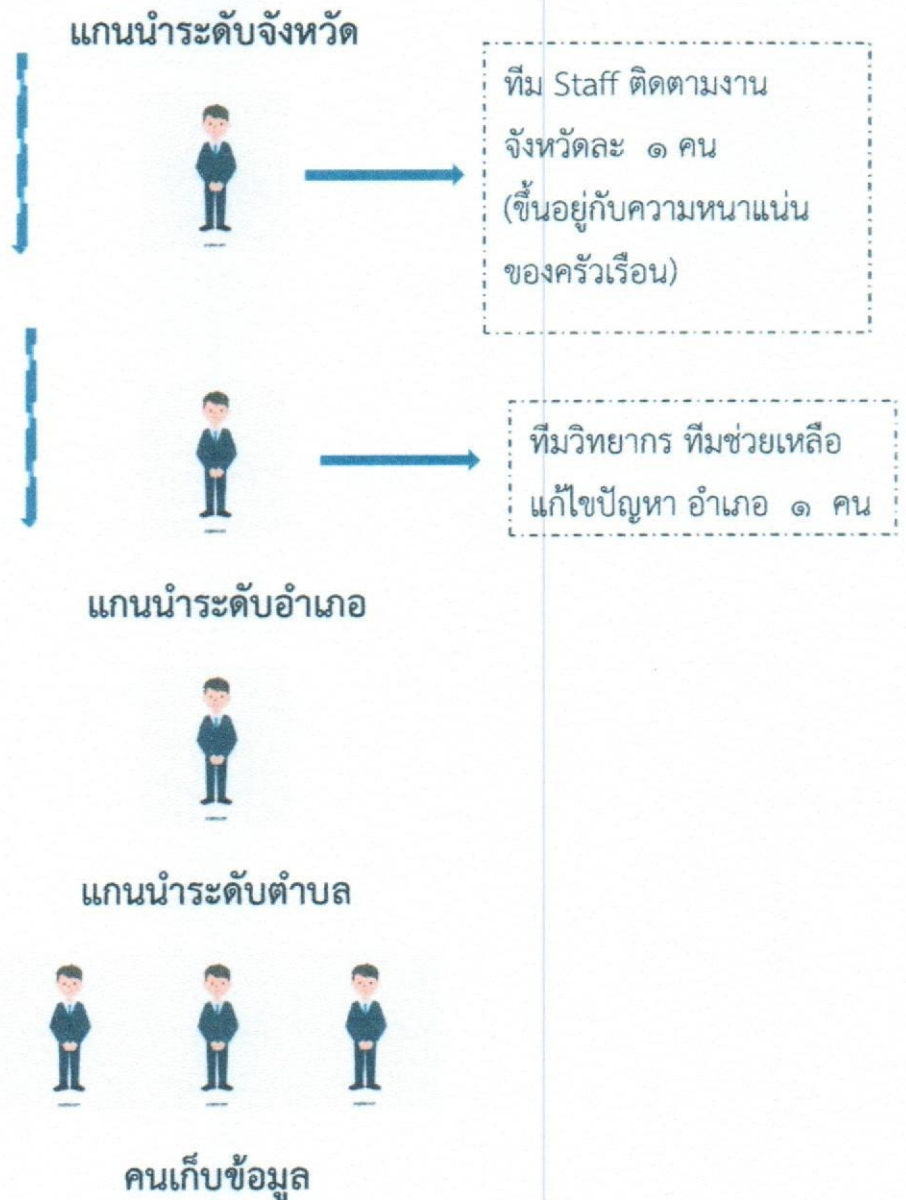 แกนนำระดับจังหวัด
ทีม Staff ติดตามงาน
จังหวัดละ ๑ คน
(ขึ้นอยู่กับความหนาแน่น
ของครัวเรือน)
ทีมวิทยากร ทีมช่วยเหลือ
แก้ไขปัญหา อำเภอ ๑ คน
แกนนำระดับอำเภอ
แกนนำระดับตำบล
คนเก็บข้อมูล